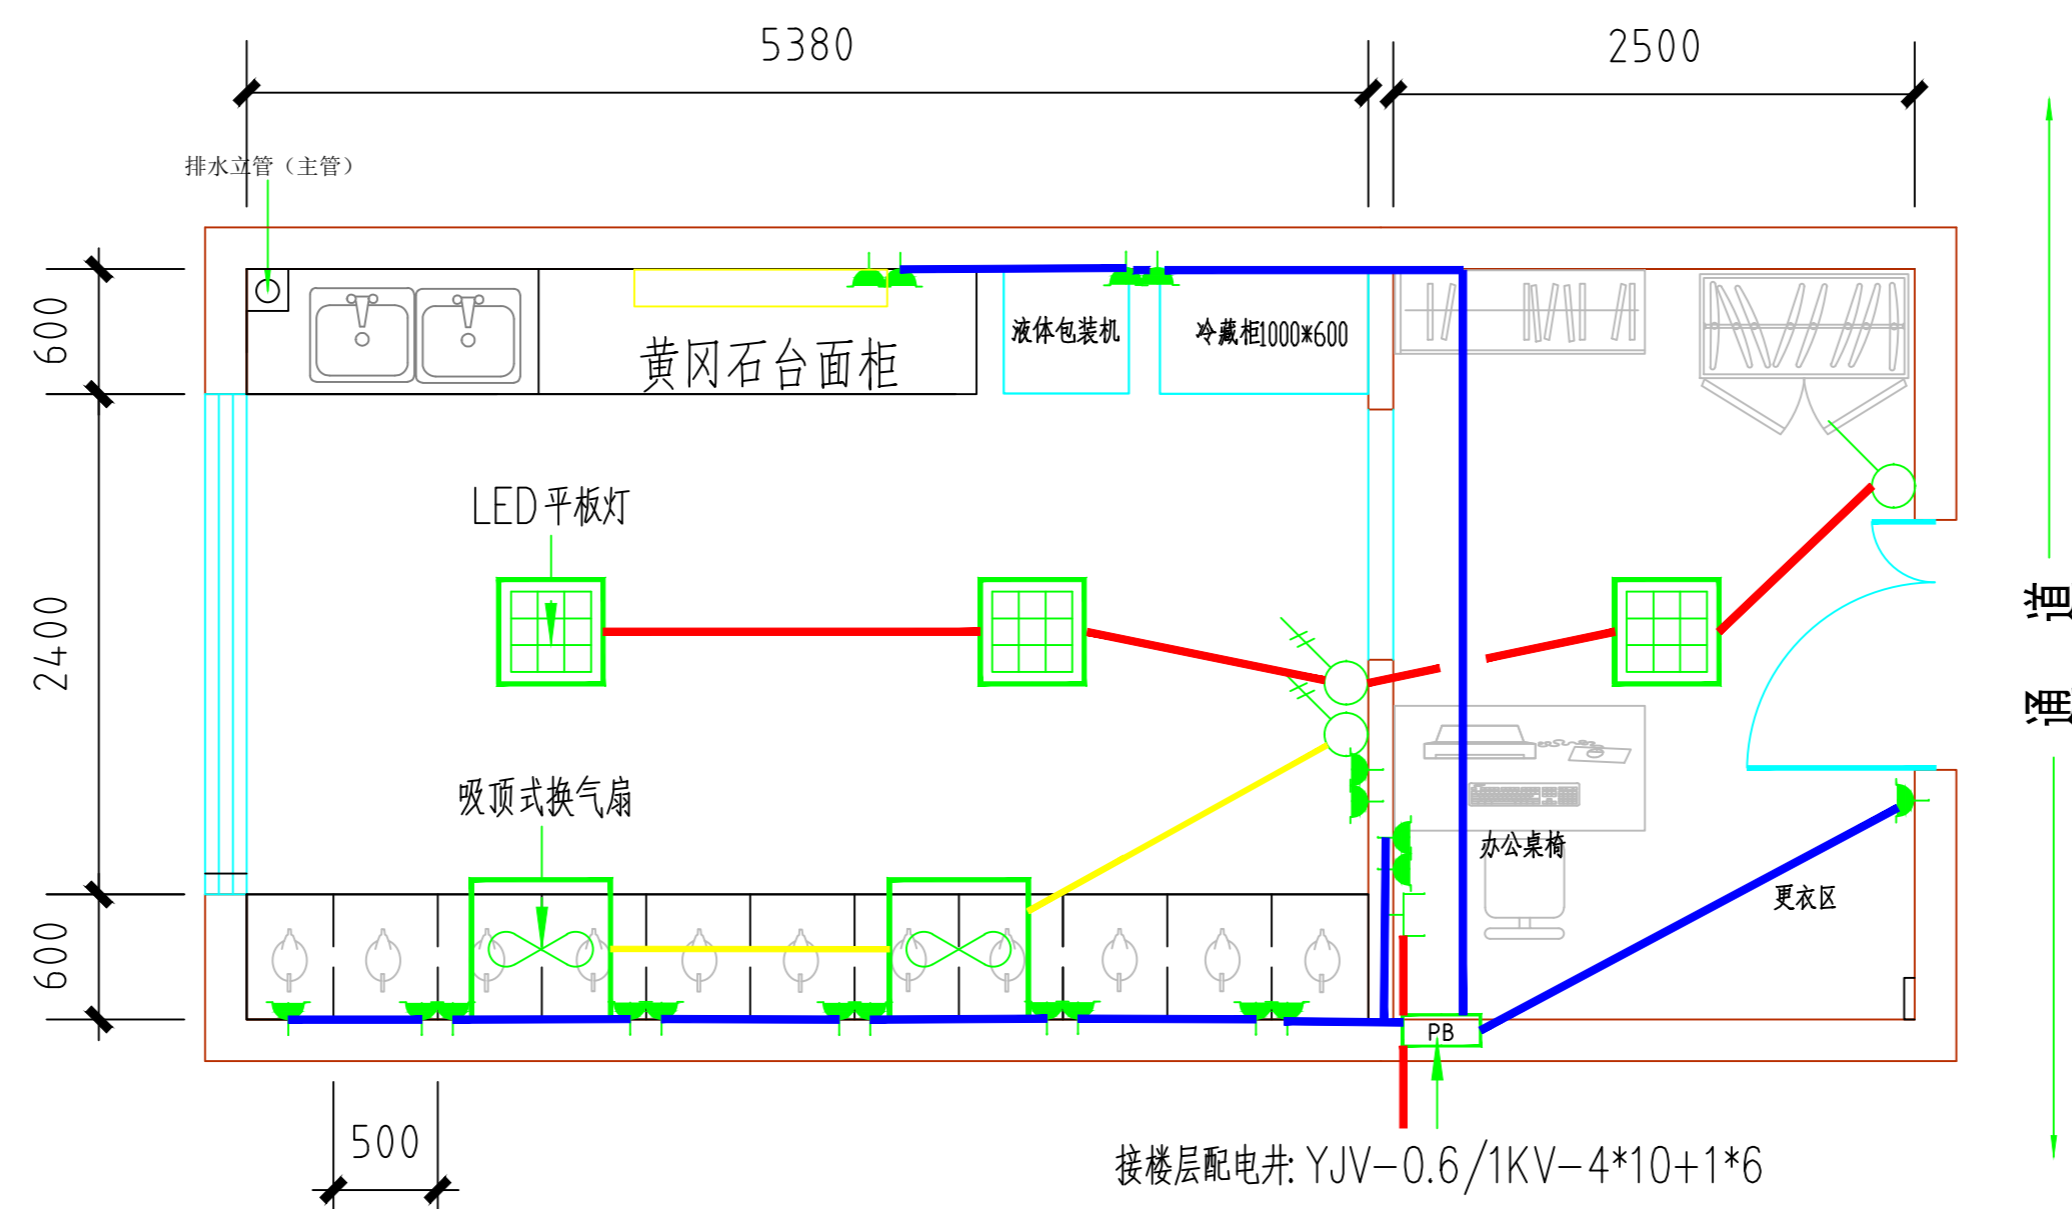 5380
2500
排水立管（主管）
600
液体包装机
冷藏柜1000*600
黄冈石台面柜
LED平板灯
2400
通道
吸顶式换气扇
办公桌椅
更衣区
600
PB
500
接楼层配电井: YJV-0.6/1KV-4*10+1*6